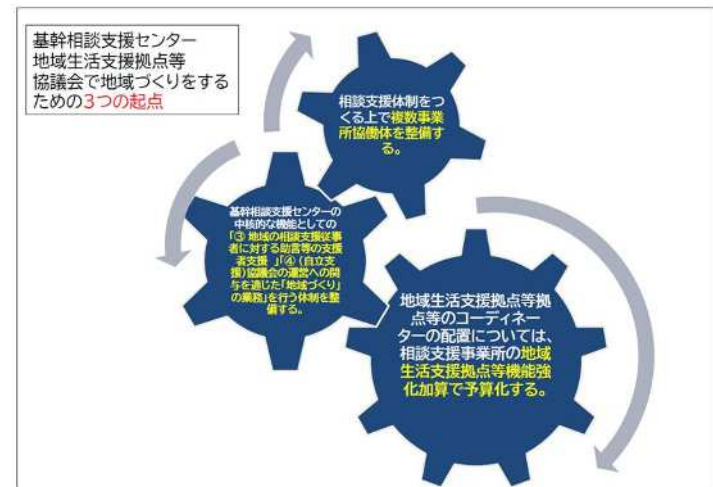 基幹相談支援センター
地域生活支援拠点等
協議会で地域づくりをする
ための3つの起点
相談支援体制をつ
くる上で複数事業
所協働体を整備す
る。
基幹相談支援センターの
中核的な機能としての
「③ 地域の相談支援従事
者に対する助言等の支援
者支援 」「④ (自立支
援)協議会の運営への関
与を通じた「地域づくり」
の業務」を行う体制を整
備する。
地域生活支援拠点等拠
点等のコーディネー
ターの配置については、
相談支援事業所の地域
生活支援拠点等機能強
化加算で予算化する。